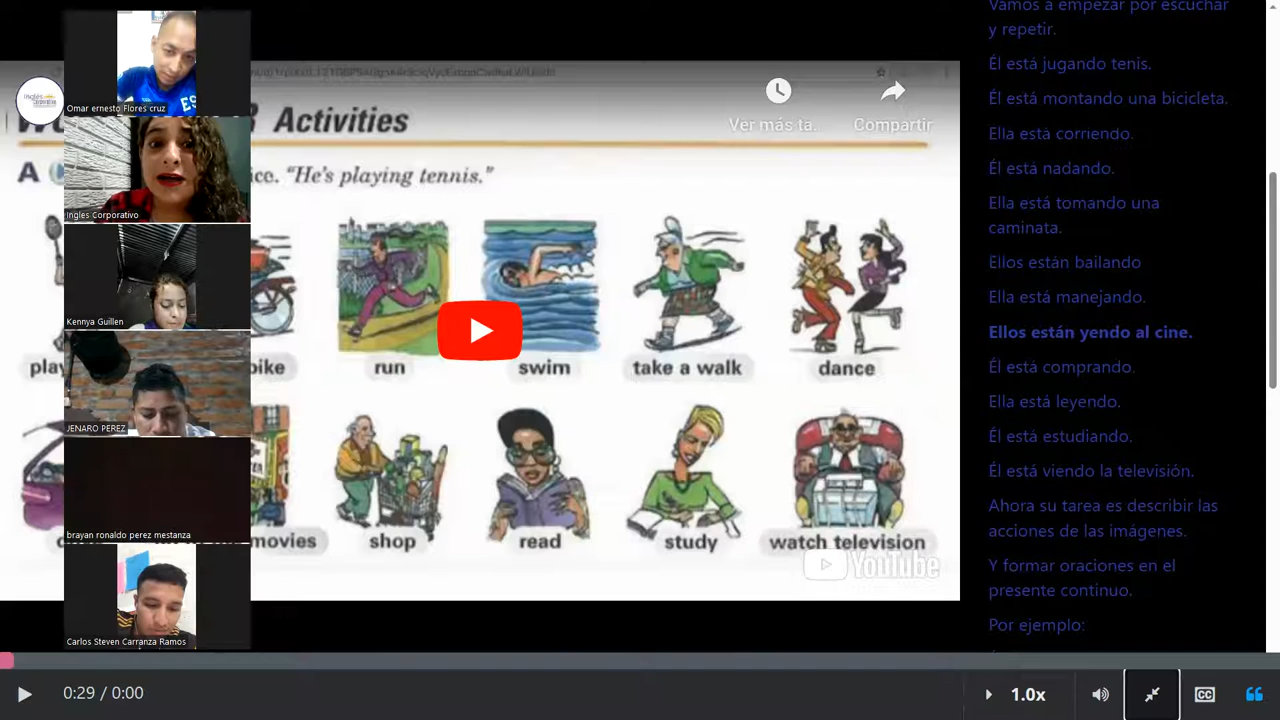 Omar ernesto Flores cruz
Ingles Corporativo
Kennya Guillen
JENARO PEREZ
brayan ronaldo perez mestanza
Carlos Steven Carranza Ramos
Activities
Ver más ta..
Compartir
A
ice. "He's playing tennis."
play
bike
run
swim
take a walk
dance
movies
shop
read
study
watch television
YouTube
Vamos a empezar por escuchar
y repetir.
Él está jugando tenis.
Él está montando una bicicleta.
Ella está corriendo.
Él está nadando.
Ella está tomando una
caminata.
Ellos están bailando
Ella está manejando.
Ellos están yendo al cine.
Él está comprando.
Ella está leyendo.
Él está estudiando.
Él está viendo la televisión.
Ahora su tarea es describir las
acciones de las imágenes.
Y formar oraciones en el
presente continuo.
Por ejemplo:
0:29 / 0:00
1.0x
CC